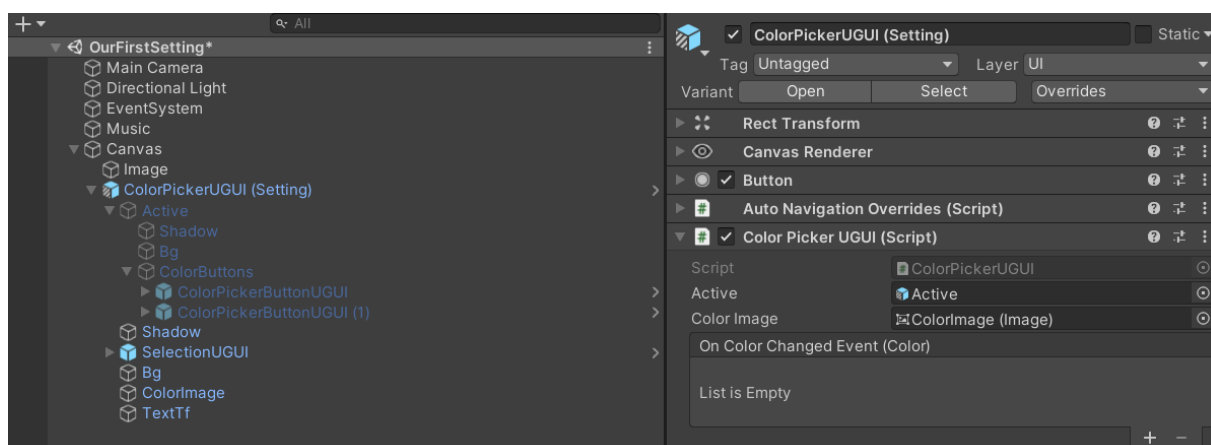 All
OurFirstSetting*
Main Camera
Directional Light
EventSystem
Music
Canvas
Image
ColorPickerUGUI (Setting)
Active
Shadow
Bg
ColorButtons
ColorPickerButtonUGUI
ColorPickerButtonUGUI (1)
Shadow
SelectionUGUI
Bg
ColorImage
TextTf
ColorPickerUGUI (Setting) Static
Tag Untagged Layer UI
Variant Open Select Overrides
Rect Transform
Canvas Renderer
Button
Auto Navigation Overrides (Script)
Color Picker UGUI (Script)
Script ColorPickerUGUI
Active Active
Color Image ColorImage (Image)
On Color Changed Event (Color)
List is Empty